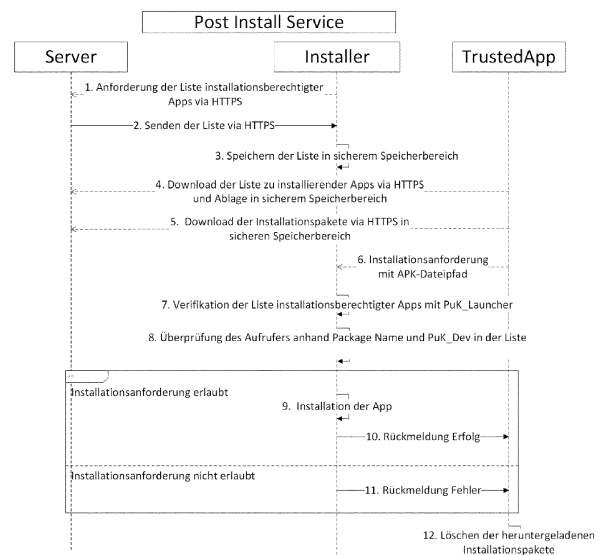 Post Install Service
Server
Installer
TrustedApp
1. Anforderung der Liste installationsberechtigter
Apps via HTTPS
2. Senden der Liste via HTTPS
3. Speichern der Liste in sicherem Speicherbereich
4. Download der Liste zu installierender Apps via HTTPS
und Ablage in sicherem Speicherbereich
5. Download der Installationspakete via HTTPS in
sicheren Speicherbereich
6. Installationsanforderung
mit APK-Dateipfad
7. Verifikation der Liste installationsberechtigter Apps mit PuK_Launcher
8. Überprüfung des Aufrufers anhand Package Name und PuK_Dev in der Liste
Installationsanforderung erlaubt
9. Installation der App
10. Rückmeldung Erfolg
Installationsanforderung nicht erlaubt
11. Rückmeldung Fehler
12. Löschen der heruntergeladenen
Installationspakete